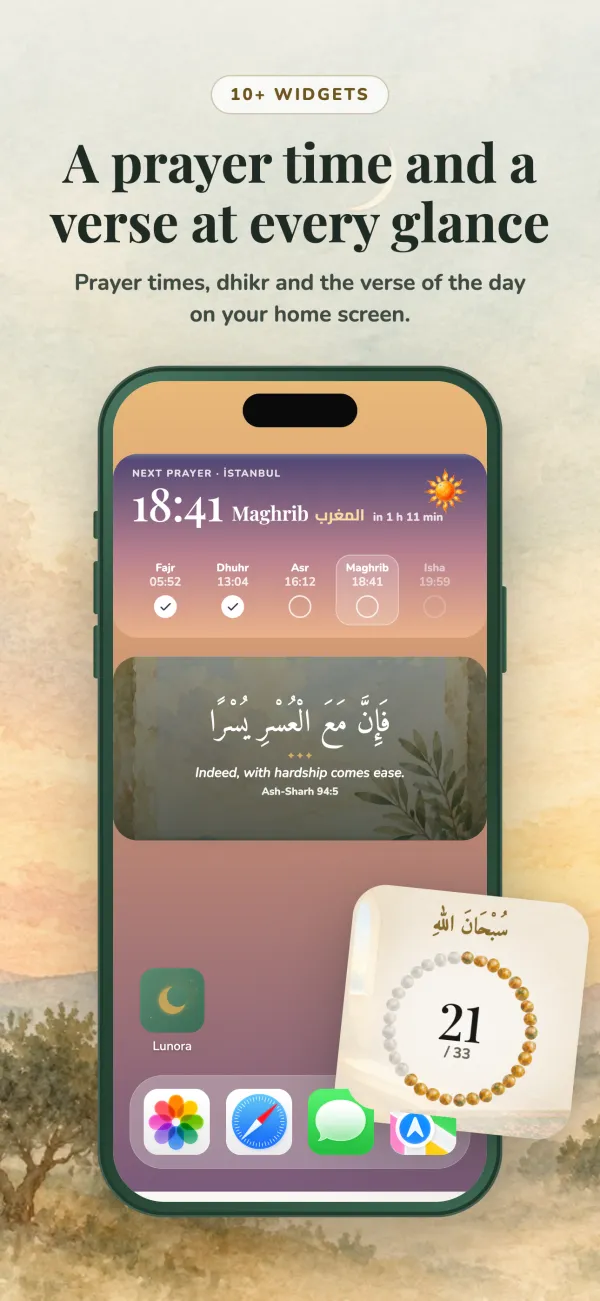 10+ WIDGETS
A prayer time and a
verse at every glance
Prayer times, dhikr and the verse of the day
on your home screen.
NEXT PRAYER · İSTANBUL
18:41 Maghrib المغرب in 1 h 11 min
Fajr Dhuhr Asr Maghrib Isha
05:52 13:04 16:12 18:41 19:59
فَإِنَّ مَعَ الْعُسْرِ يُسْرًا
Indeed, with hardship comes ease.
Ash-Sharh 94:5
سُبْحَانَ اللّٰهِ
21
/ 33
Lunora